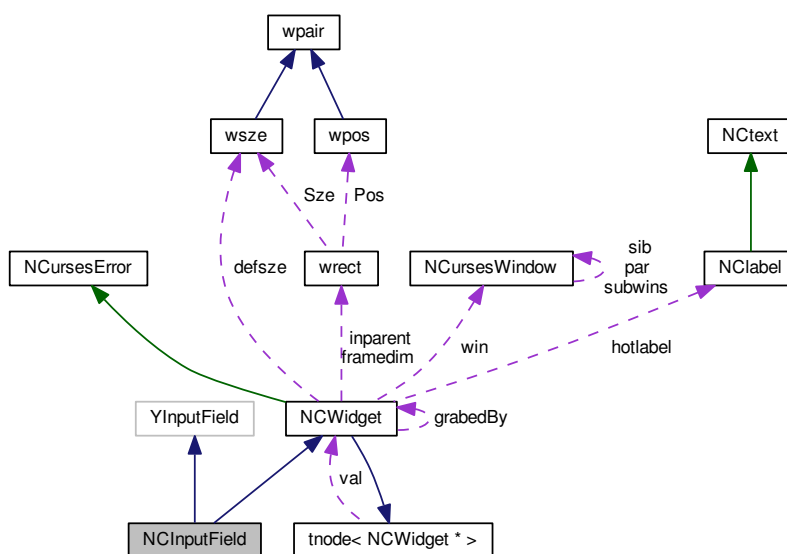 wpair
wsze
wpos
NCtext
Sze
Pos
NCursesError
defsze
wrect
NCursesWindow
sib
par
subwins
NClabel
inparent
framedim
win
hotlabel
YInputField
NCWidget
grabedBy
val
NCInputField
tnode< NCWidget * >